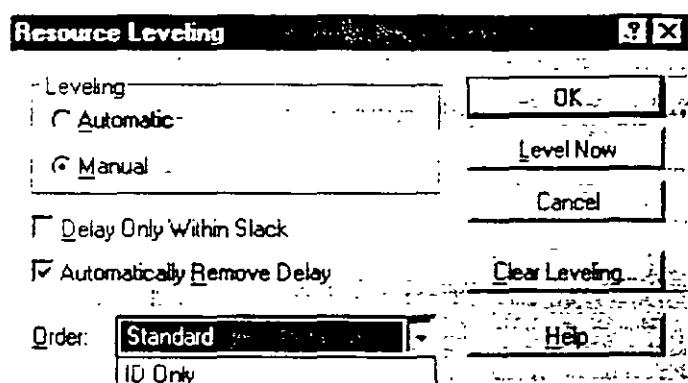 Resource Leveling
Leveling
Automatic
Manual
Delay Only Within Slack
Automatically Remove Delay
Order: Standard
ID Only
OK
Level Now
Cancel
Clear Leveling...
Help